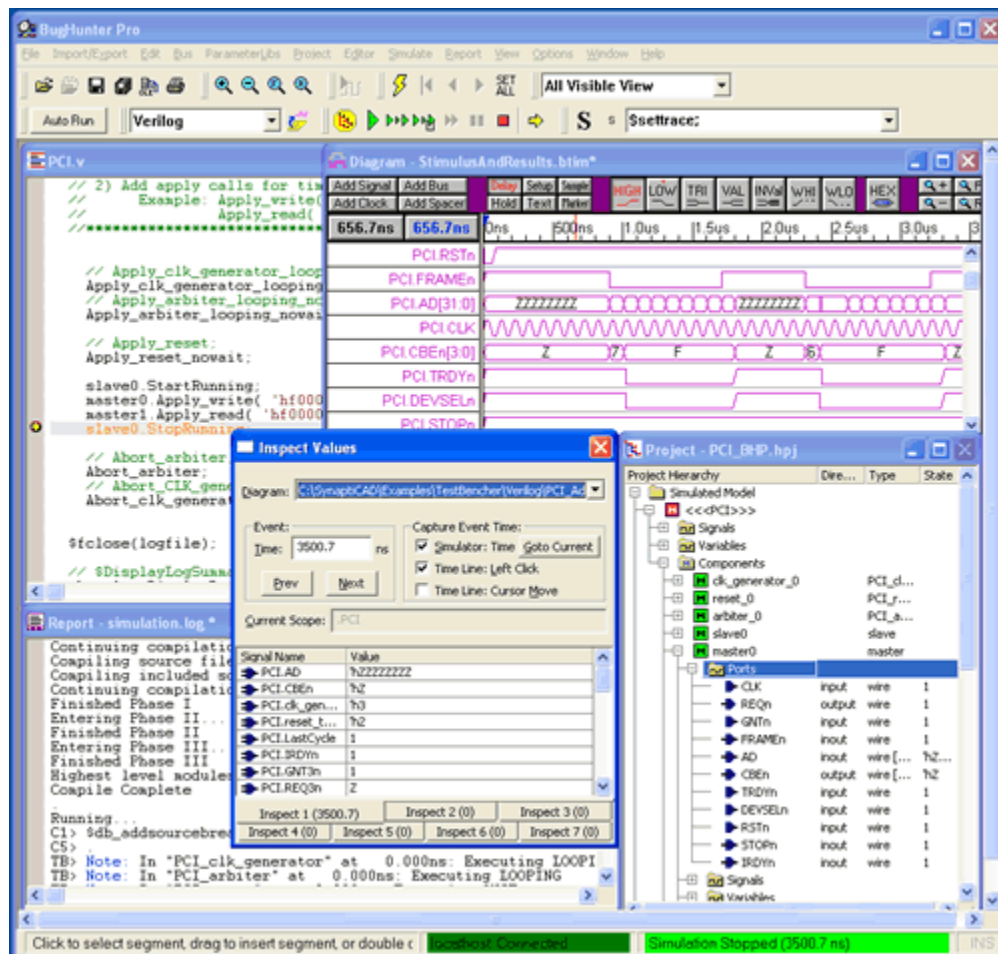 BugHunter Pro
File Import/Export Edit Bus ParameterLibs Project Editor Simulate Report View Options Window Help
SET ALL All Visible View
Auto Run Verilog S s $settrace;
PCI.v
// 2) Add apply calls for tim
// Example: Apply_write(
// Apply_read(
// Apply_clk_generator_loop
Apply_clk_generator_looping
// Apply_arbiter_looping_no
Apply_arbiter_looping_nowai
// Apply_reset;
Apply_reset_nowait;
slave0.StartRunning;
master0.Apply_write( 'hf000
master1.Apply_read( 'hf0000
slave0.StopRunning;
// Abort_arbiter
Abort_arbiter;
// Abort_CLK_gene
Abort_clk_generat
$fclose(logfile);
// $DisplayLogSumm
Diagram - StimulusAndResults.btim*
Add Signal Add Bus Delay Setup Sample HIGH LOW TRI VAL INVal WHI WLO HEX
Add Clock Add Spacer Hold Text Marker
656.7ns 656.7ns 0ns 500ns 1.0us 1.5us 2.0us 2.5us 3.0us 3
PCI.RSTn
PCI.FRAMEn
PCI.AD[31:0] ZZZZZZZZ ZZZZZZZZ
PCI.CLK
PCI.CBEn[3:0] Z 7 F Z 6 F Z
PCI.TRDYn
PCI.DEVSELn
PCI.STOPn
Inspect Values
Diagram: C:\SynaptiCAD\Examples\TestBencher\Verilog\PCI_Ad
Event:
Time: 3500.7 ns
Prev Next
Capture Event Time:
Simulator: Time Goto Current
Time Line: Left Click
Time Line: Cursor Move
Current Scope: .PCI
Signal Name Value
PCI.AD 'hZZZZZZZZ
PCI.CBEn 'hZ
PCI.clk_gen... 'h3
PCI.reset_t... 'h2
PCI.LastCycle 1
PCI.IRDYn 1
PCI.GNT3n 1
PCI.REQ3n Z
Inspect 1 (3500.7) Inspect 2 (0) Inspect 3 (0)
Inspect 4 (0) Inspect 5 (0) Inspect 6 (0) Inspect 7 (0)
Project - PCI_BHP.hpj
Project Hierarchy Dire... Type State
Simulated Model
<<<PCI>>>
Signals
Variables
Components
clk_generator_0 PCI_cl...
reset_0 PCI_r...
arbiter_0 PCI_a...
slave0 slave
master0 master
Ports
CLK input wire 1
REQn output wire 1
GNTn input wire 1
FRAMEn inout wire 1
AD inout wire [... 'hZ...
CBEn output wire [... 'hZ
TRDYn input wire 1
DEVSELn input wire 1
RSTn input wire 1
STOPn inout wire 1
IRDYn inout wire 1
Signals
Variables
Report - simulation.log *
Continuing compilatio
Compiling source file
Compiling included so
Continuing compilatio
Finished Phase I
Entering Phase II...
Finished Phase II
Entering Phase III..
Finished Phase III
Highest level modules
Compile Complete
.
Running...
C1> $db_addsourcebrea
C5> .
TB> Note: In "PCI_clk_generator" at 0.000ns: Executing LOOPI
TB> Note: In "PCI_arbiter" at 0.000ns: Executing LOOPING
Click to select segment, drag to insert segment, or double c localhost Connected Simulation Stopped (3500.7 ns) INS